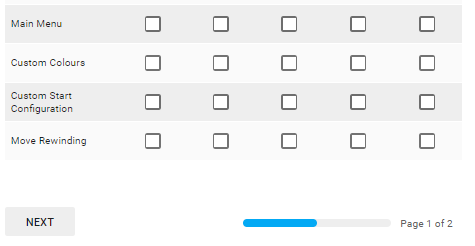 Main Menu
Custom Colours
Custom Start
Configuration
Move Rewinding
NEXT
Page 1 of 2